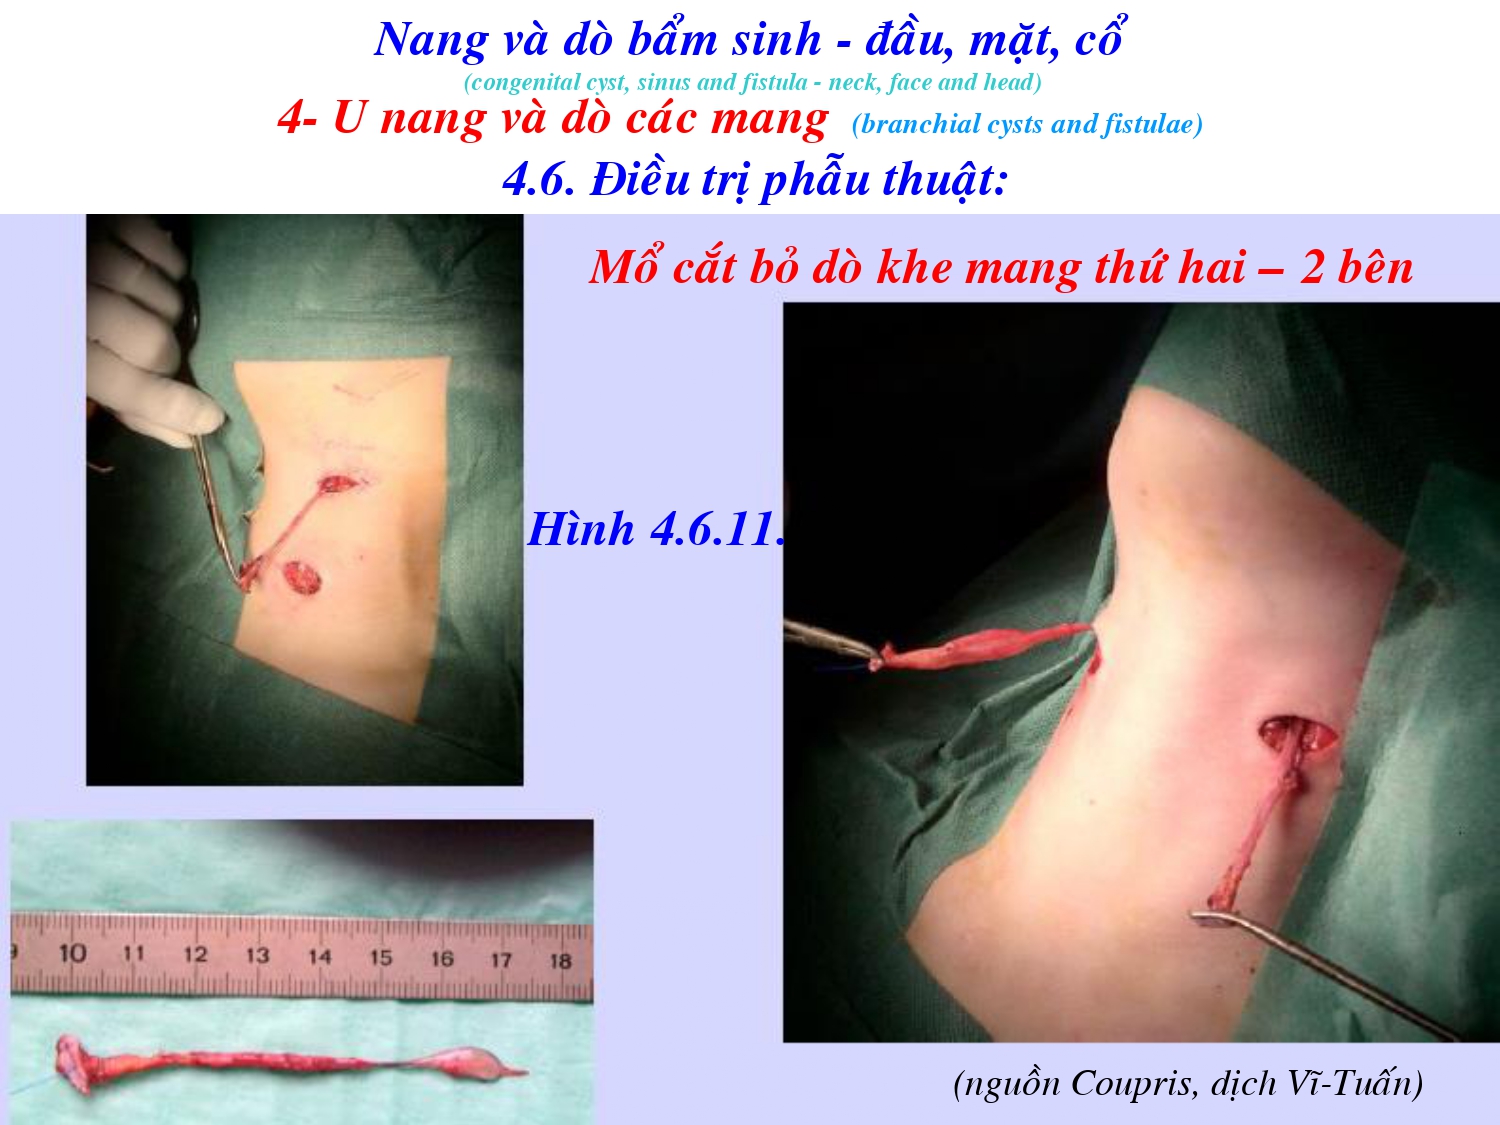 Nang và dò bẩm sinh - đầu, mặt, cổ
(congenital cyst, sinus and fistula - neck, face and head)
4- U nang và dò các mang (branchial cysts and fistulae)
4.6. Điều trị phẫu thuật:
Mổ cắt bỏ dò khe mang thứ hai – 2 bên
Hình 4.6.11.
9 10 11 12 13 14 15 16 17 18
(nguồn Coupris, dịch Vĩ-Tuấn)